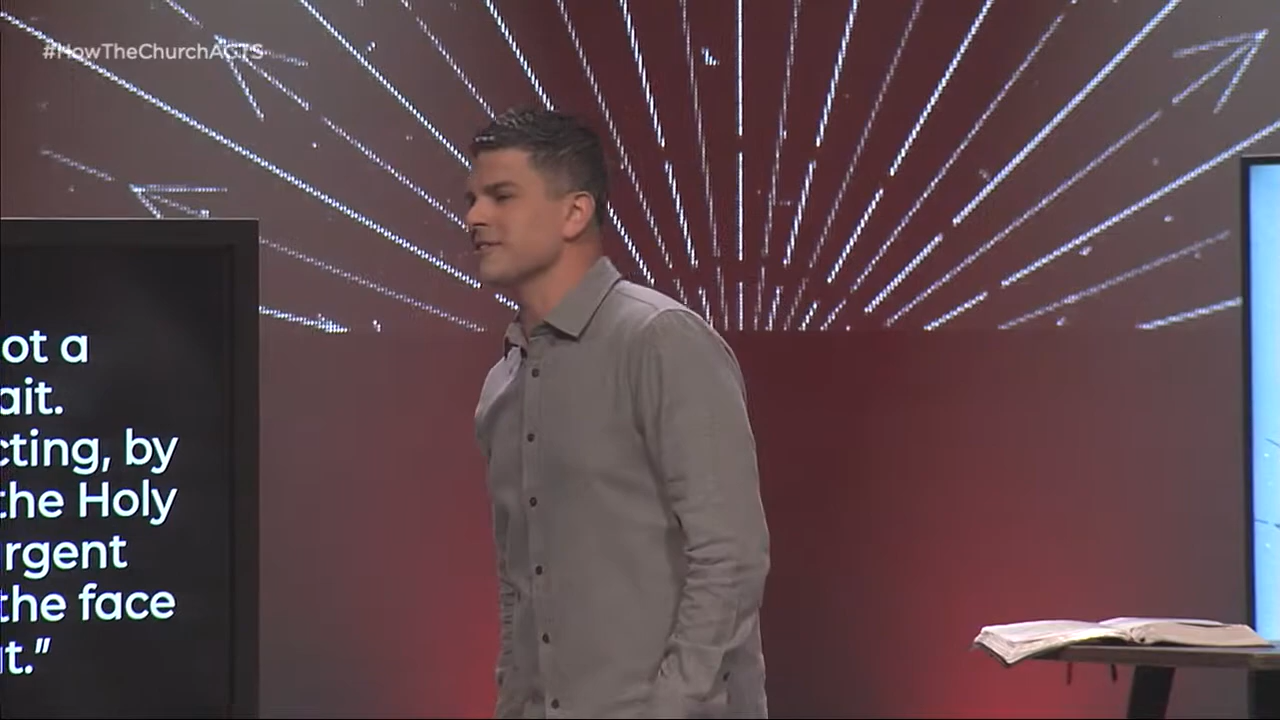 #HowTheChurchACTS
ot a
ait.
cting, by
the Holy
rgent
the face
t.”